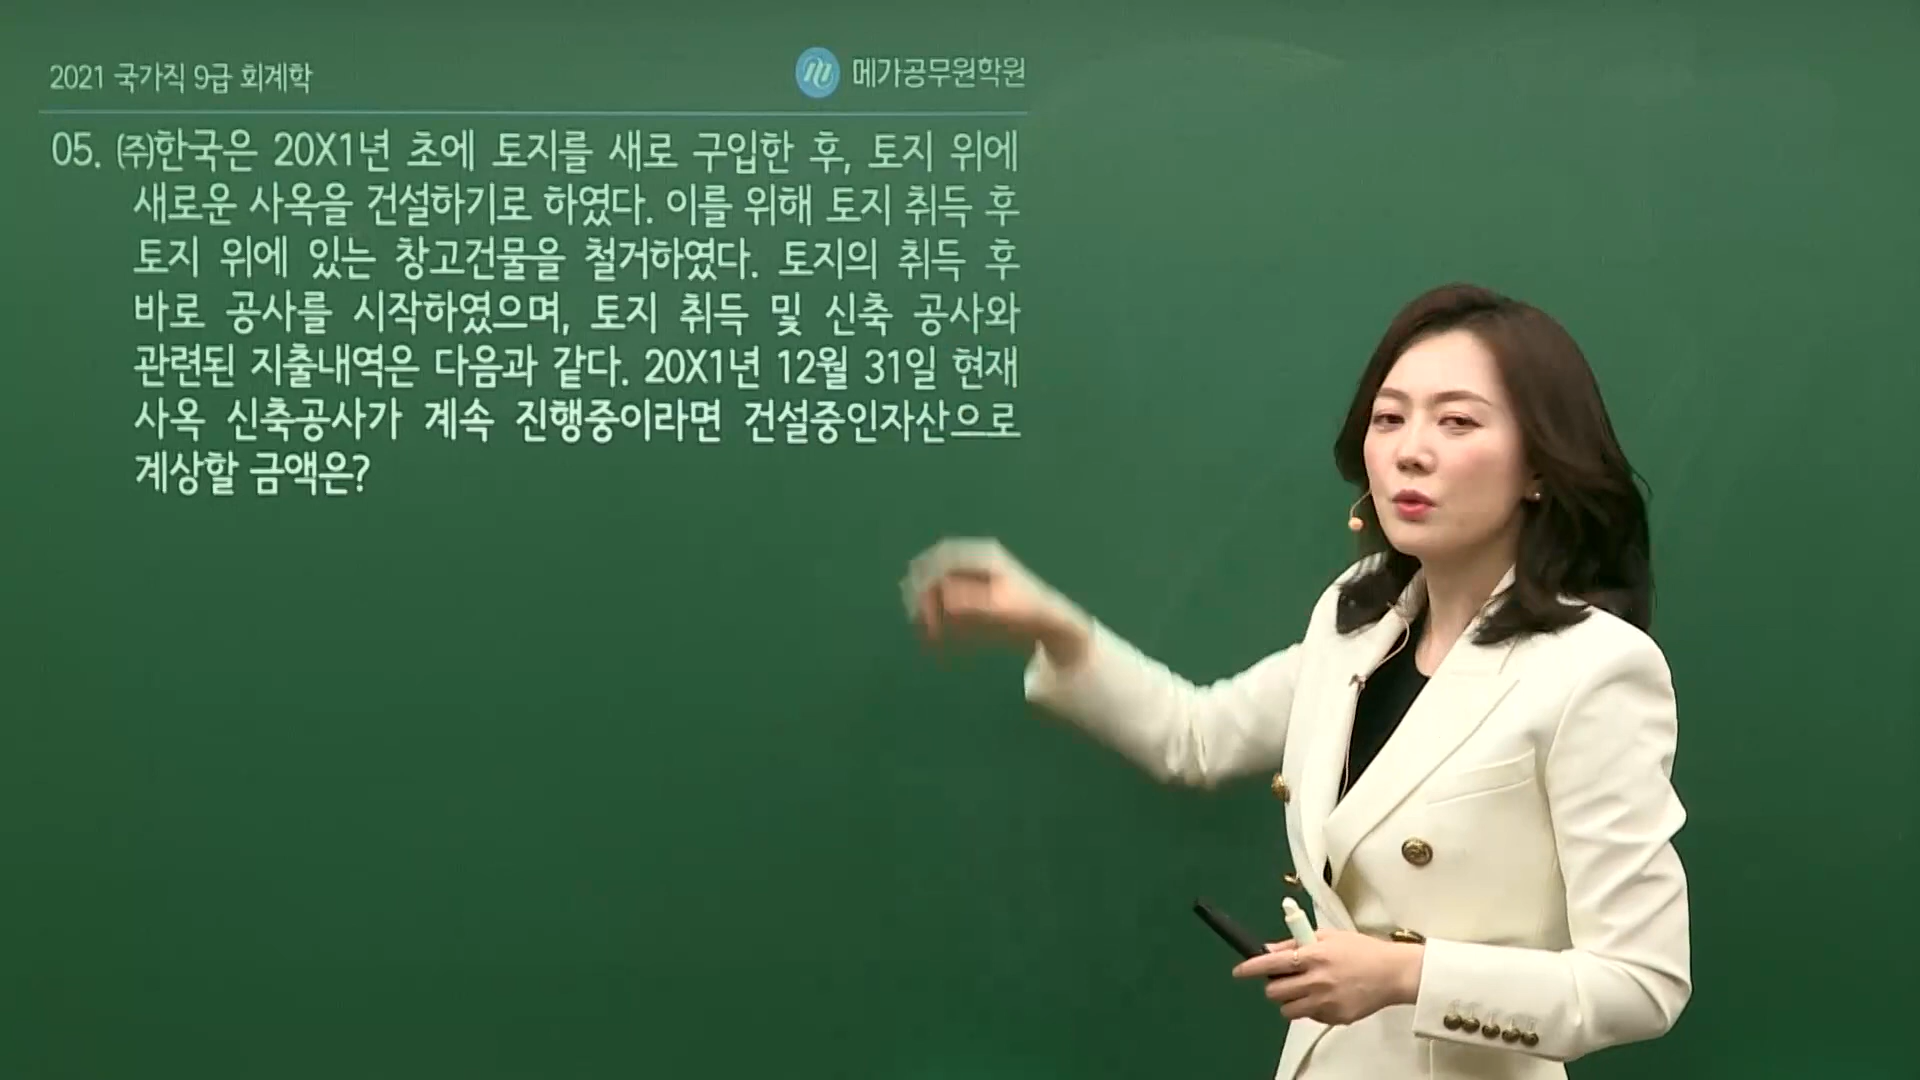 2021 국가직 9급 회계학
메가공무원학원
05. ㈜한국은 20X1년 초에 토지를 새로 구입한 후, 토지 위에
새로운 사옥을 건설하기로 하였다. 이를 위해 토지 취득 후
토지 위에 있는 창고건물을 철거하였다. 토지의 취득 후
바로 공사를 시작하였으며, 토지 취득 및 신축 공사와
관련된 지출내역은 다음과 같다. 20X1년 12월 31일 현재
사옥 신축공사가 계속 진행중이라면 건설중인자산으로
계상할 금액은?